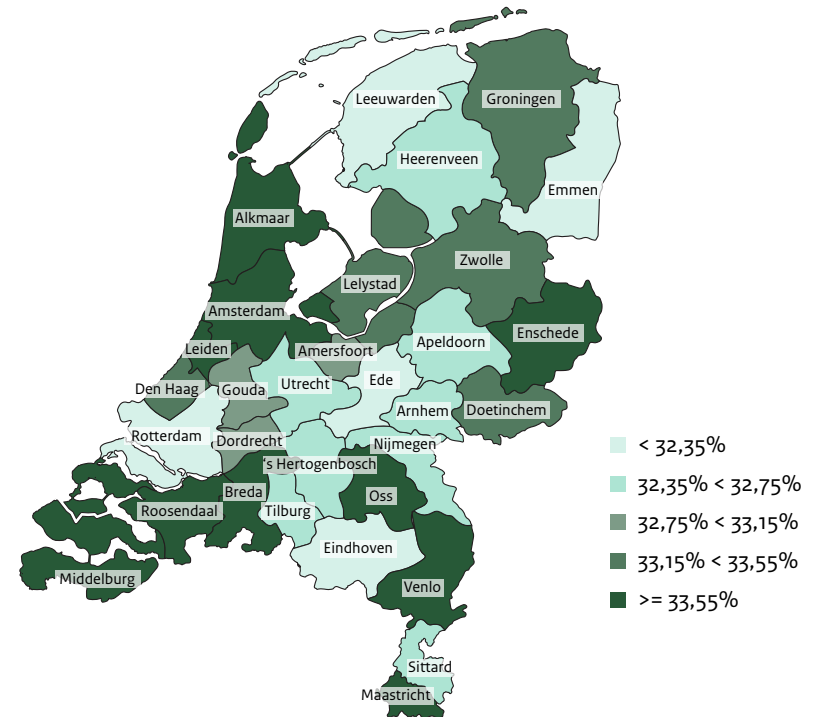 Leeuwarden
Groningen
Heerenveen
Emmen
Alkmaar
Zwolle
Lelystad
Amsterdam
Enschede
Leiden
Amersfoort
Apeldoorn
Den Haag
Gouda
Utrecht
Ede
Arnhem
Doetinchem
Rotterdam
Dordrecht
Nijmegen
's Hertogenbosch
Breda
Oss
Roosendaal
Tilburg
Eindhoven
Middelburg
Venlo
Sittard
Maastricht
< 32,35%
32,35% < 32,75%
32,75% < 33,15%
33,15% < 33,55%
>= 33,55%